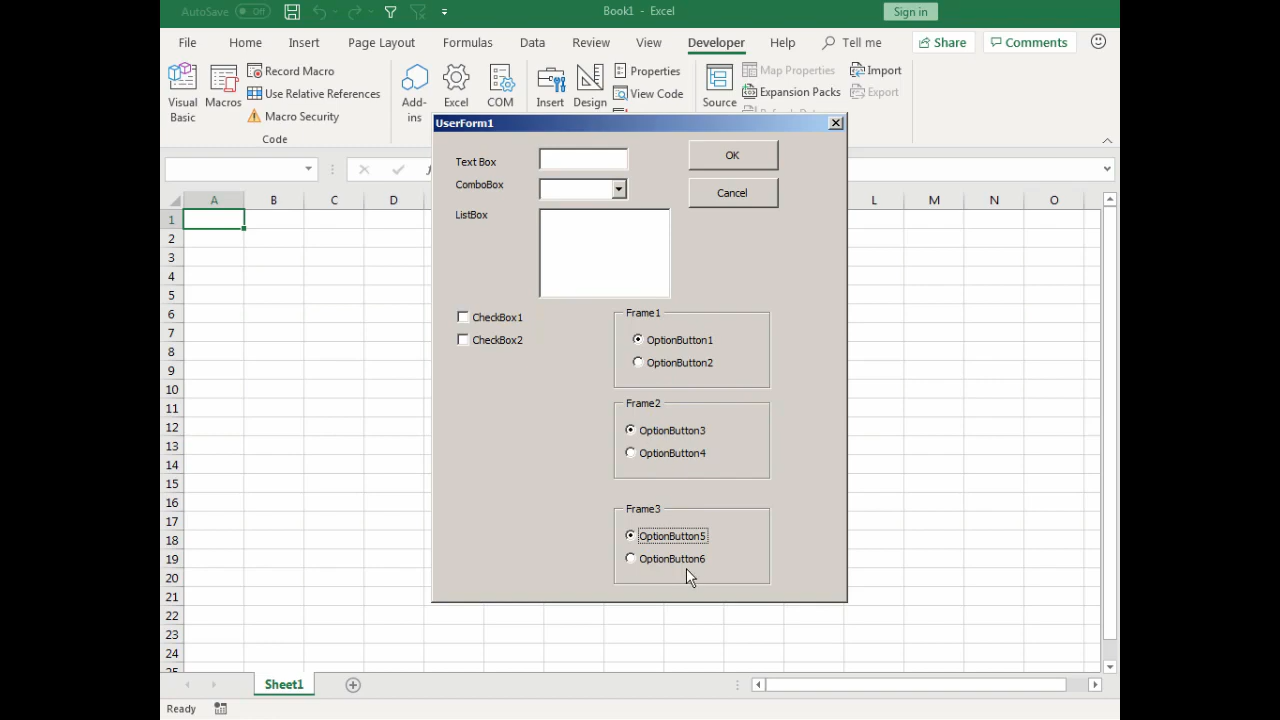 AutoSave Off
Book1 - Excel
Sign in
File Home Insert Page Layout Formulas Data Review View Developer Help Tell me Share Comments
Visual Basic
Macros
Record Macro
Use Relative References
Macro Security
Code
Add-ins
Excel
COM
Insert
Design
Properties
View Code
Source
Map Properties
Expansion Packs
Refresh Data
Import
Export
UserForm1
Text Box
ComboBox
ListBox
OK
Cancel
CheckBox1
CheckBox2
Frame1
OptionButton1
OptionButton2
Frame2
OptionButton3
OptionButton4
Frame3
OptionButton5
OptionButton6
A B C D L M N O
1
2
3
4
5
6
7
8
9
10
11
12
13
14
15
16
17
18
19
20
21
22
23
24
25
Sheet1
Ready